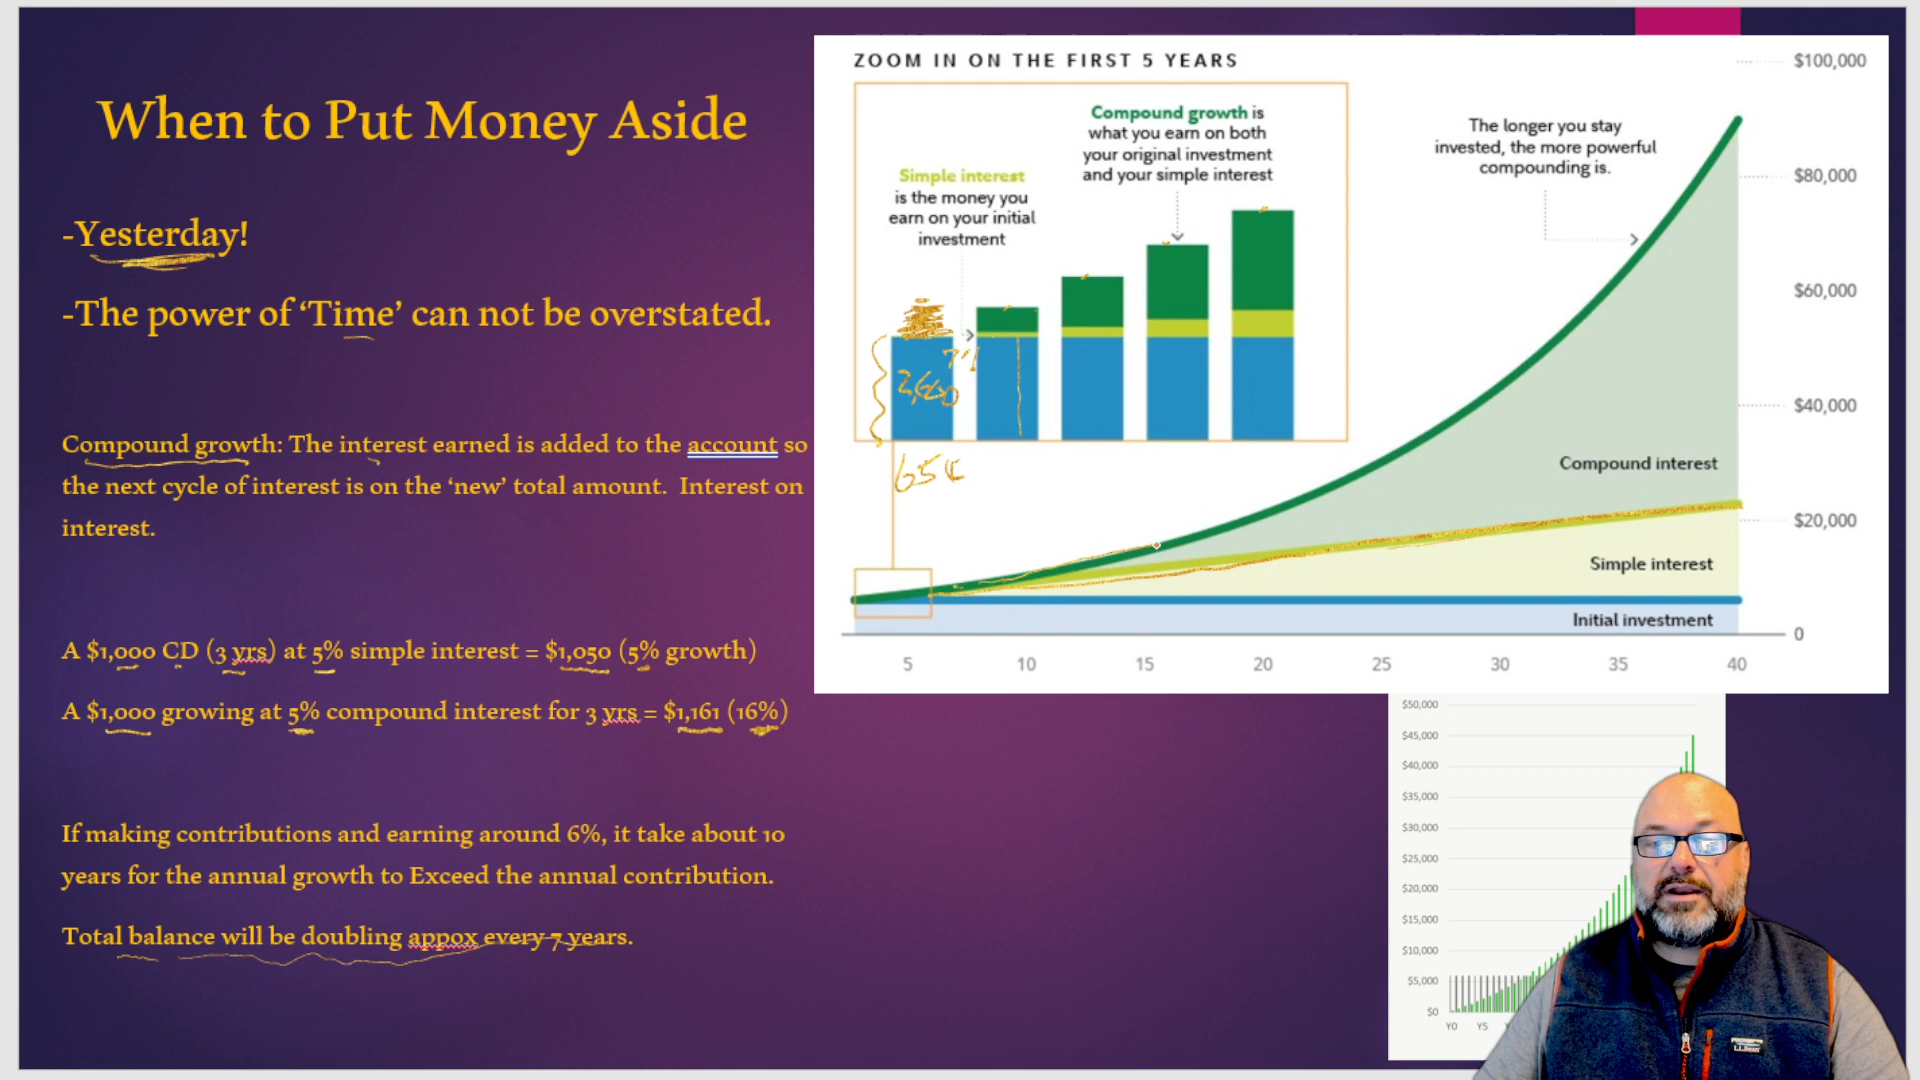 When to Put Money Aside
-Yesterday!
-The power of ‘Time’ can not be overstated.
Compound growth: The interest earned is added to the account so
the next cycle of interest is on the ‘new’ total amount.  Interest on
interest.
A $1,000 CD (3 yrs) at 5% simple interest = $1,050 (5% growth)
A $1,000 growing at 5% compound interest for 3 yrs = $1,161 (16%)
If making contributions and earning around 6%, it take about 10
years for the annual growth to Exceed the annual contribution.
Total balance will be doubling appox every 7 years.
ZOOM IN ON THE FIRST 5 YEARS
Simple interest
is the money you
earn on your initial
investment
Compound growth is
what you earn on both
your original investment
and your simple interest
The longer you stay
invested, the more powerful
compounding is.
65¢
Compound interest
Simple interest
Initial investment
$100,000
$80,000
$60,000
$40,000
$20,000
0
5 10 15 20 25 30 35 40
$50,000
$45,000
$40,000
$35,000
$30,000
$25,000
$20,000
$15,000
$10,000
$5,000
$0
Y0 Y5
L.L.Bean